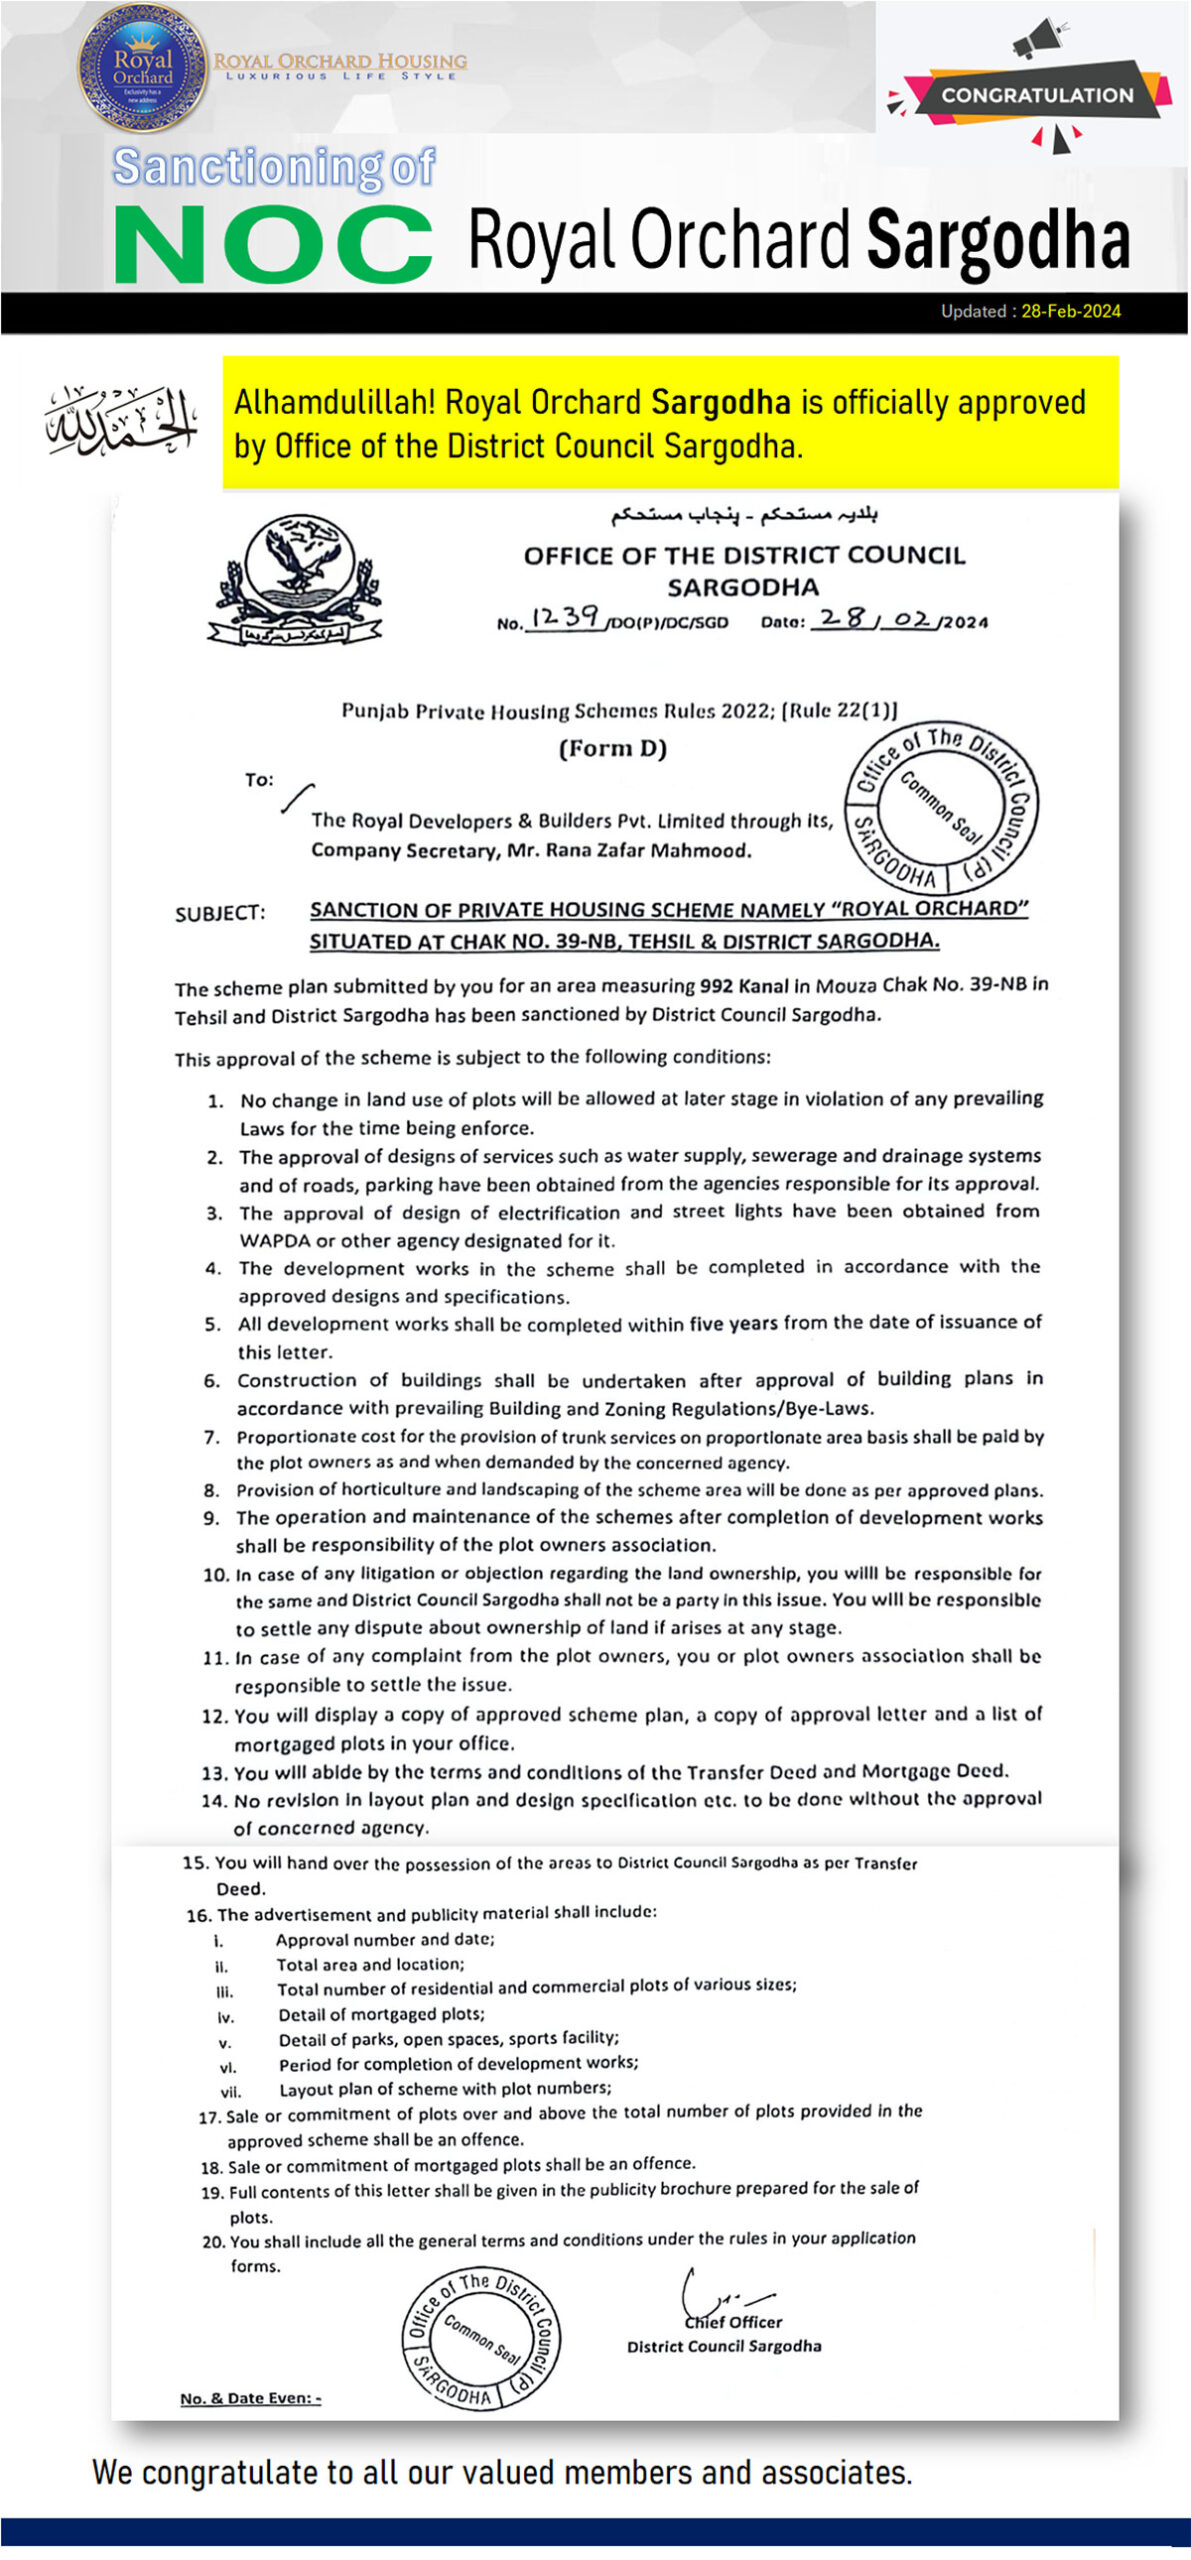 Royal
Orchard
Exclusivity has a
new address
ROYAL ORCHARD HOUSING
LUXURIOUS LIFE STYLE
CONGRATULATION
Sanctioning of
NOC Royal Orchard Sargodha
Updated : 28-Feb-2024
الحمدلله
Alhamdulillah! Royal Orchard Sargodha is officially approved
by Office of the District Council Sargodha.
بلدیہ مستحکم - پنجاب مستحکم
OFFICE OF THE DISTRICT COUNCIL
SARGODHA
No. 1239 /DO(P)/DC/SGD Date: 28/02/2024
Punjab Private Housing Schemes Rules 2022; [Rule 22(1)]
(Form D)
Office of The District Council (P) SARGODHA
Common Seal
To:
The Royal Developers & Builders Pvt. Limited through its,
Company Secretary, Mr. Rana Zafar Mahmood.
SUBJECT: SANCTION OF PRIVATE HOUSING SCHEME NAMELY “ROYAL ORCHARD”
SITUATED AT CHAK NO. 39-NB, TEHSIL & DISTRICT SARGODHA.
The scheme plan submitted by you for an area measuring 992 Kanal in Mouza Chak No. 39-NB in
Tehsil and District Sargodha has been sanctioned by District Council Sargodha.
This approval of the scheme is subject to the following conditions:
1. No change in land use of plots will be allowed at later stage in violation of any prevailing
Laws for the time being enforce.
2. The approval of designs of services such as water supply, sewerage and drainage systems
and of roads, parking have been obtained from the agencies responsible for its approval.
3. The approval of design of electrification and street lights have been obtained from
WAPDA or other agency designated for it.
4. The development works in the scheme shall be completed in accordance with the
approved designs and specifications.
5. All development works shall be completed within five years from the date of issuance of
this letter.
6. Construction of buildings shall be undertaken after approval of building plans in
accordance with prevailing Building and Zoning Regulations/Bye-Laws.
7. Proportionate cost for the provision of trunk services on proportionate area basis shall be paid by
the plot owners as and when demanded by the concerned agency.
8. Provision of horticulture and landscaping of the scheme area will be done as per approved plans.
9. The operation and maintenance of the schemes after completion of development works
shall be responsibility of the plot owners association.
10. In case of any litigation or objection regarding the land ownership, you willl be responsible for
the same and District Council Sargodha shall not be a party in this issue. You will be responsible
to settle any dispute about ownership of land if arises at any stage.
11. In case of any complaint from the plot owners, you or plot owners association shall be
responsible to settle the issue.
12. You will display a copy of approved scheme plan, a copy of approval letter and a list of
mortgaged plots in your office.
13. You will abide by the terms and conditions of the Transfer Deed and Mortgage Deed.
14. No revision in layout plan and design specification etc. to be done without the approval
of concerned agency.
15. You will hand over the possession of the areas to District Council Sargodha as per Transfer
Deed.
16. The advertisement and publicity material shall include:
i. Approval number and date;
ii. Total area and location;
iii. Total number of residential and commercial plots of various sizes;
iv. Detail of mortgaged plots;
v. Detail of parks, open spaces, sports facility;
vi. Period for completion of development works;
vii. Layout plan of scheme with plot numbers;
17. Sale or commitment of plots over and above the total number of plots provided in the
approved scheme shall be an offence.
18. Sale or commitment of mortgaged plots shall be an offence.
19. Full contents of this letter shall be given in the publicity brochure prepared for the sale of
plots.
20. You shall include all the general terms and conditions under the rules in your application
forms.
Office of The District Council (P) SARGODHA
Common Seal
Chief Officer
District Council Sargodha
No. & Date Even: -
We congratulate to all our valued members and associates.